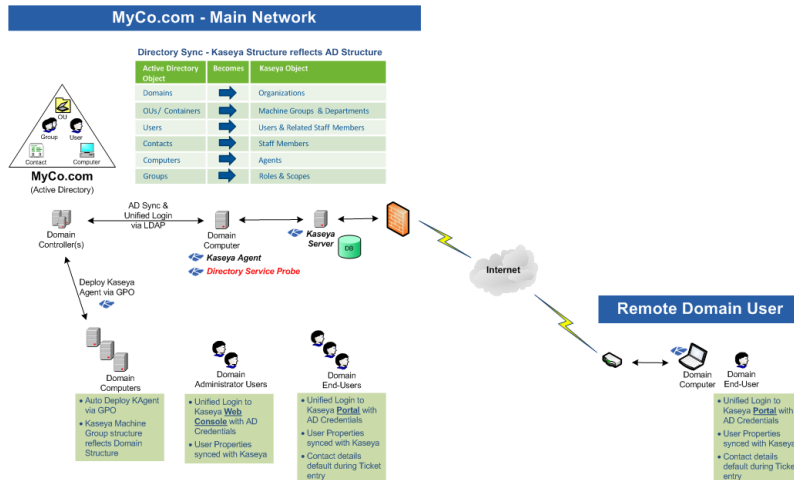 MyCo.com - Main Network
Directory Sync - Kaseya Structure reflects AD Structure
Active Directory Object Becomes Kaseya Object
Domains Organizations
OUs/ Containers Machine Groups & Departments
Users Users & Related Staff Members
Contacts Staff Members
Computers Agents
Groups Roles & Scopes
OU
Group User
Contact Computer
MyCo.com
(Active Directory)
AD Sync &
Unified Login
via LDAP
Domain
Controller(s)
Domain
Computer
Kaseya Agent
Directory Service Probe
Kaseya
Server
DB
Internet
Deploy Kaseya
Agent via GPO
Remote Domain User
Domain
Computer
Domain
End-User
Domain
Computers
• Auto Deploy KAgent
via GPO
• Kaseya Machine
Group structure
reflects Domain
Structure
Domain
Administrator Users
• Unified Login to
Kaseya Web
Console with AD
Credentials
• User Properties
synced with Kaseya
Domain
End-Users
• Unified Login to
Kaseya Portal with
AD Credentials
• User Properties
synced with Kaseya
• Contact details
default during Ticket
entry
• Unified Login to
Kaseya Portal with
AD Credentials
• User Properties
synced with Kaseya
• Contact details
default during Ticke
entry